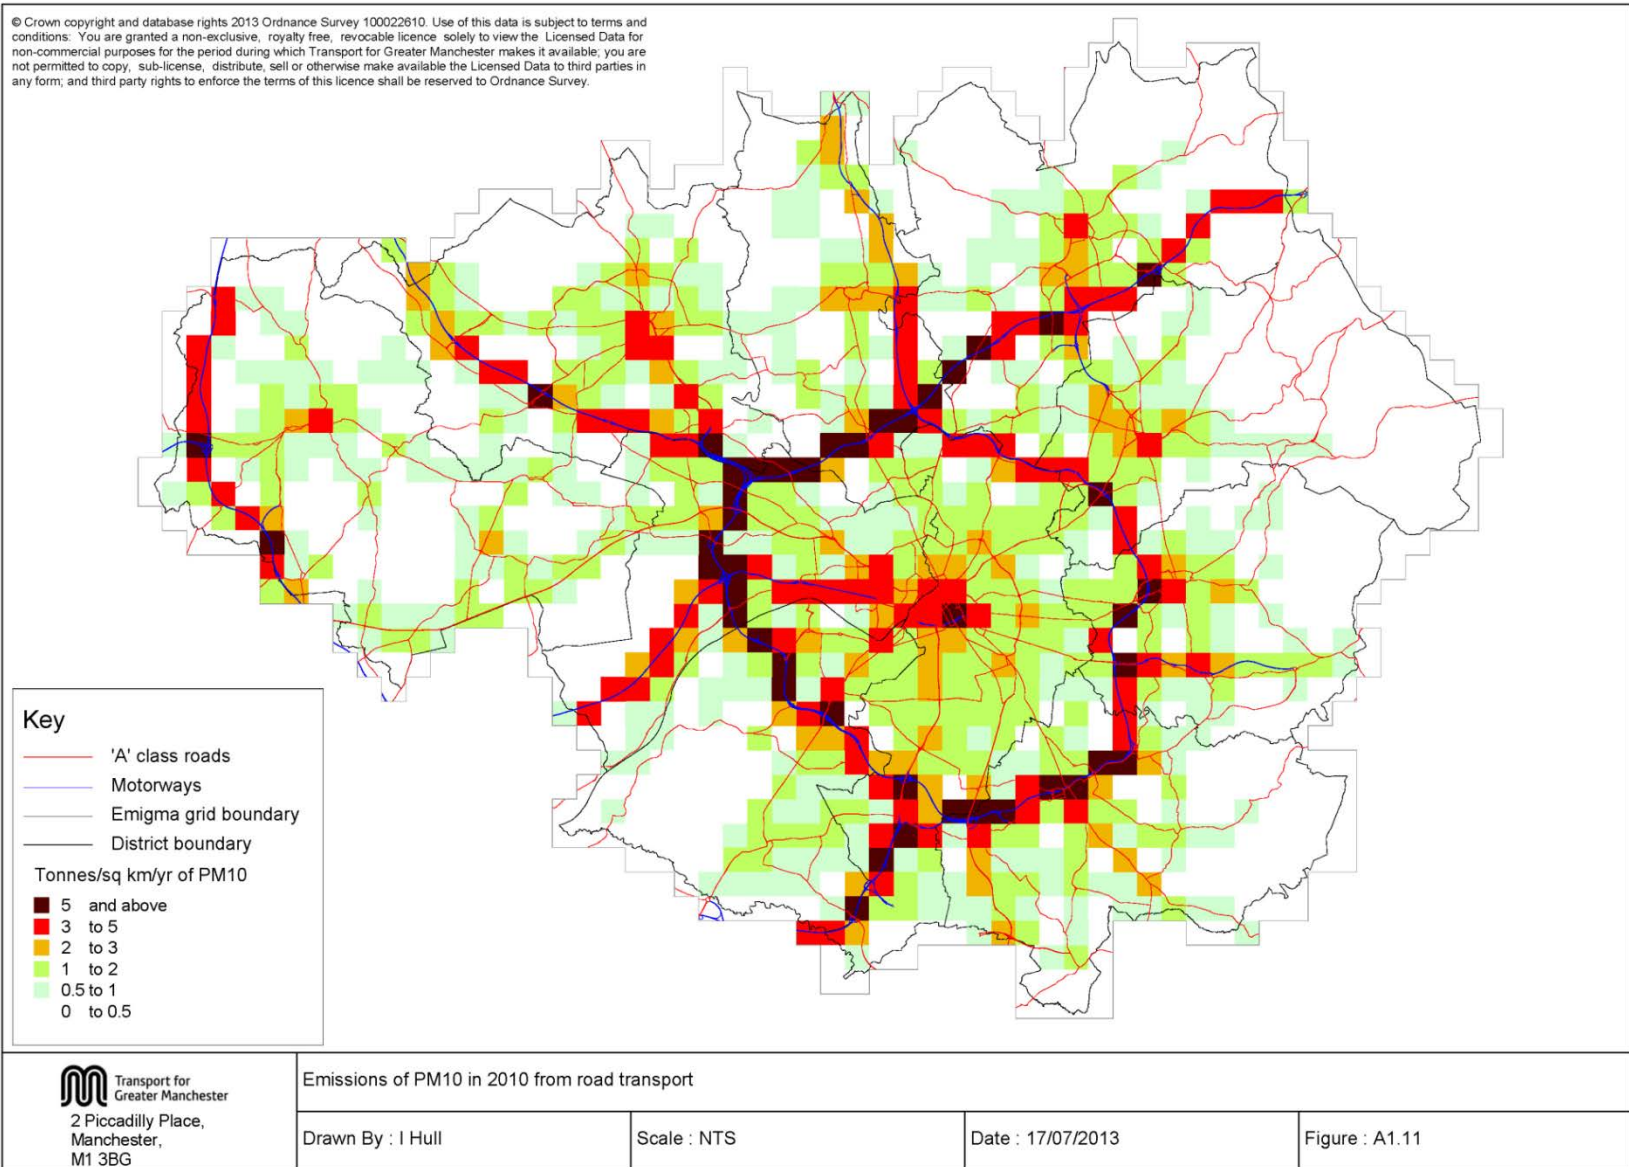 © Crown copyright and database rights 2013 Ordnance Survey 100022610. Use of this data is subject to terms and
conditions: You are granted a non-exclusive, royalty free, revocable licence solely to view the Licensed Data for
non-commercial purposes for the period during which Transport for Greater Manchester makes it available; you are
not permitted to copy, sub-license, distribute, sell or otherwise make available the Licensed Data to third parties in
any form; and third party rights to enforce the terms of this licence shall be reserved to Ordnance Survey.
Key
'A' class roads
Motorways
Emigma grid boundary
District boundary
Tonnes/sq km/yr of PM10
5 and above
3 to 5
2 to 3
1 to 2
0.5 to 1
0 to 0.5
Transport for
Greater Manchester
2 Piccadilly Place,
Manchester,
M1 3BG
Emissions of PM10 in 2010 from road transport
Drawn By : I Hull
Scale : NTS
Date : 17/07/2013
Figure : A1.11